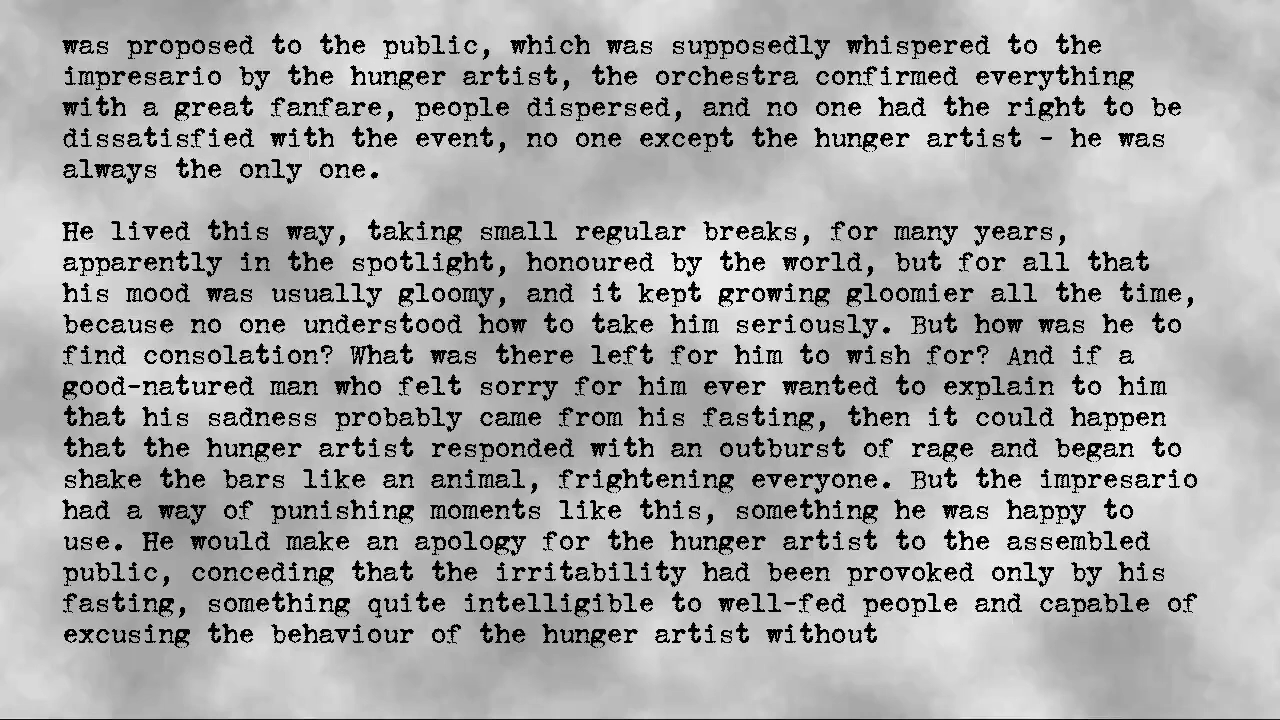 was proposed to the public, which was supposedly whispered to the
impresario by the hunger artist, the orchestra confirmed everything
with a great fanfare, people dispersed, and no one had the right to be
dissatisfied with the event, no one except the hunger artist - he was
always the only one.

He lived this way, taking small regular breaks, for many years,
apparently in the spotlight, honoured by the world, but for all that
his mood was usually gloomy, and it kept growing gloomier all the time,
because no one understood how to take him seriously. But how was he to
find consolation? What was there left for him to wish for? And if a
good-natured man who felt sorry for him ever wanted to explain to him
that his sadness probably came from his fasting, then it could happen
that the hunger artist responded with an outburst of rage and began to
shake the bars like an animal, frightening everyone. But the impresario
had a way of punishing moments like this, something he was happy to
use. He would make an apology for the hunger artist to the assembled
public, conceding that the irritability had been provoked only by his
fasting, something quite intelligible to well-fed people and capable of
excusing the behaviour of the hunger artist without